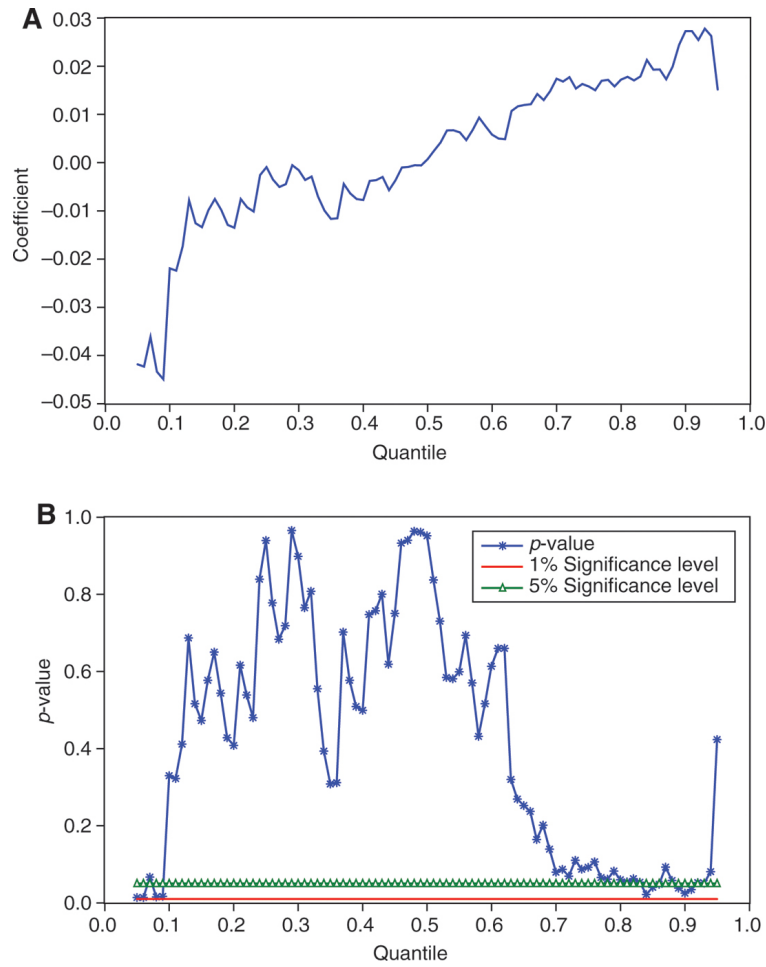 A
0.03
0.02
0.01
0.00
–0.01
–0.02
–0.03
–0.04
–0.05
Coefficient
0.0 0.1 0.2 0.3 0.4 0.5 0.6 0.7 0.8 0.9 1.0
Quantile
B
1.0
0.8
0.6
0.4
0.2
0.0
p-value
p-value
1% Significance level
5% Significance level
0.0 0.1 0.2 0.3 0.4 0.5 0.6 0.7 0.8 0.9 1.0
Quantile